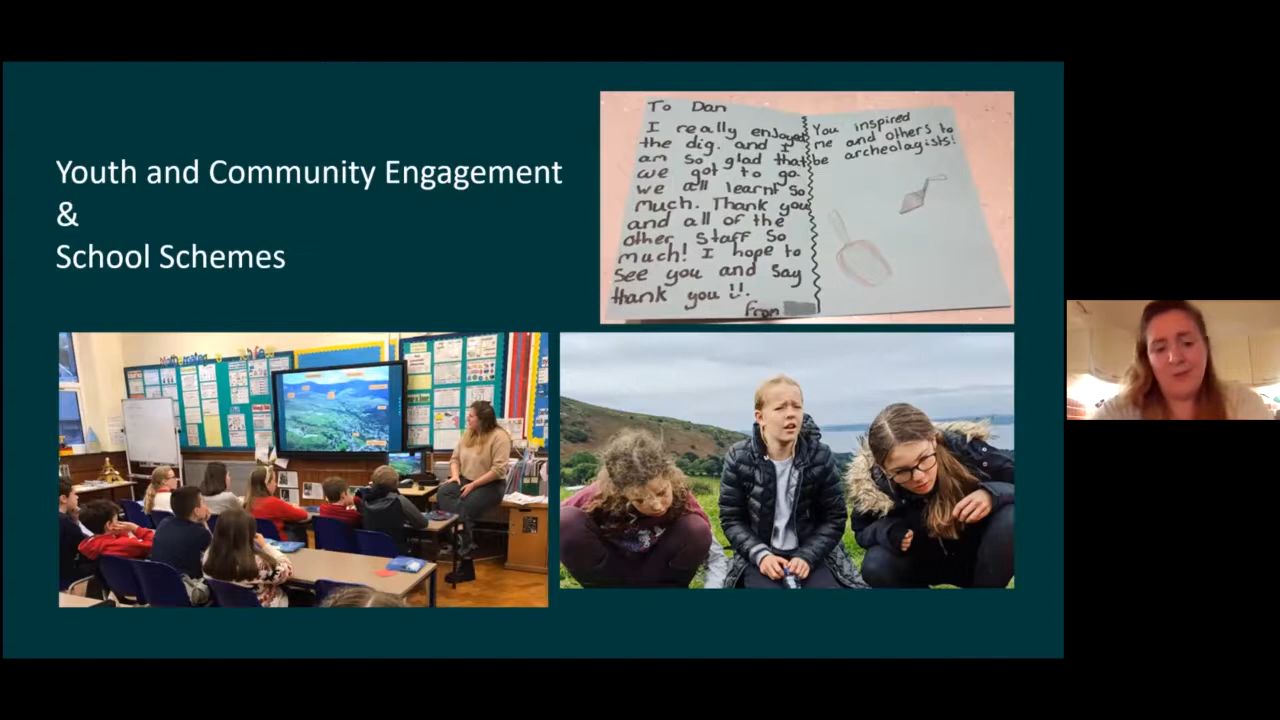 Youth and Community Engagement
&
School Schemes
To Dan
I really enjoyed
the dig. and I
am so glad that
we got to go.
we all learnt so
much. Thank you
and all of the
other staff so
much! I hope to
see you and say
thank you !!.
From
You inspired
me and others to
be archeologists!